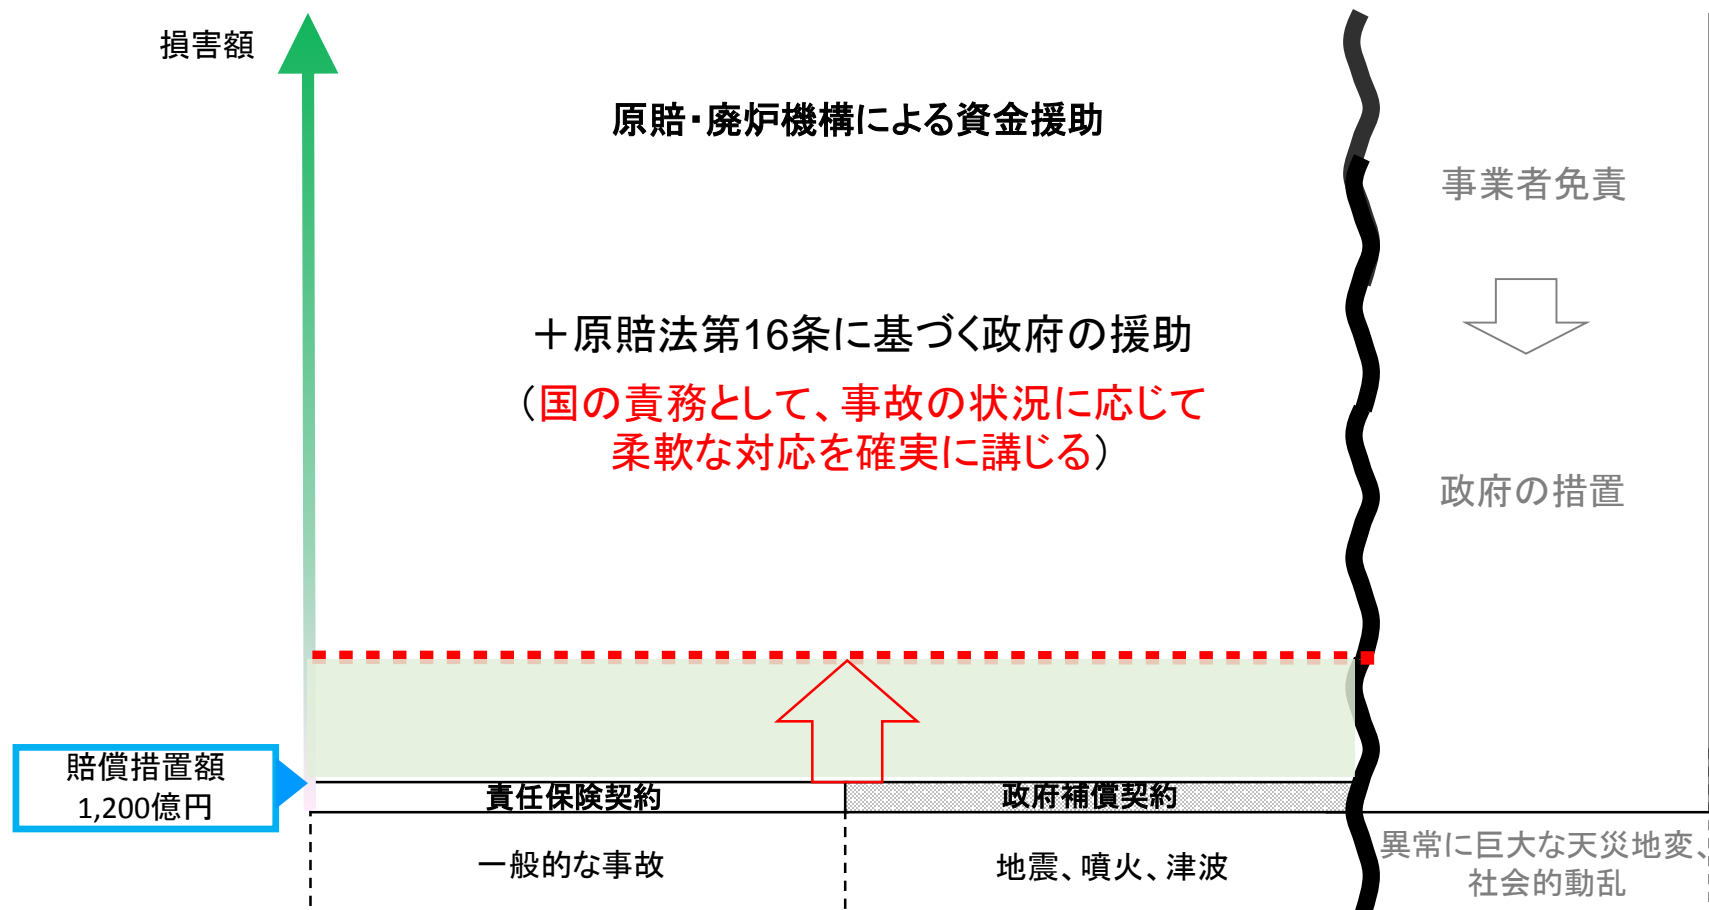 損害額
原賠・廃炉機構による資金援助
事業者免責
＋原賠法第16条に基づく政府の援助
（国の責務として、事故の状況に応じて
柔軟な対応を確実に講じる）
政府の措置
賠償措置額
1,200億円
責任保険契約
政府補償契約
一般的な事故
地震、噴火、津波
異常に巨大な天災地変、
社会的動乱